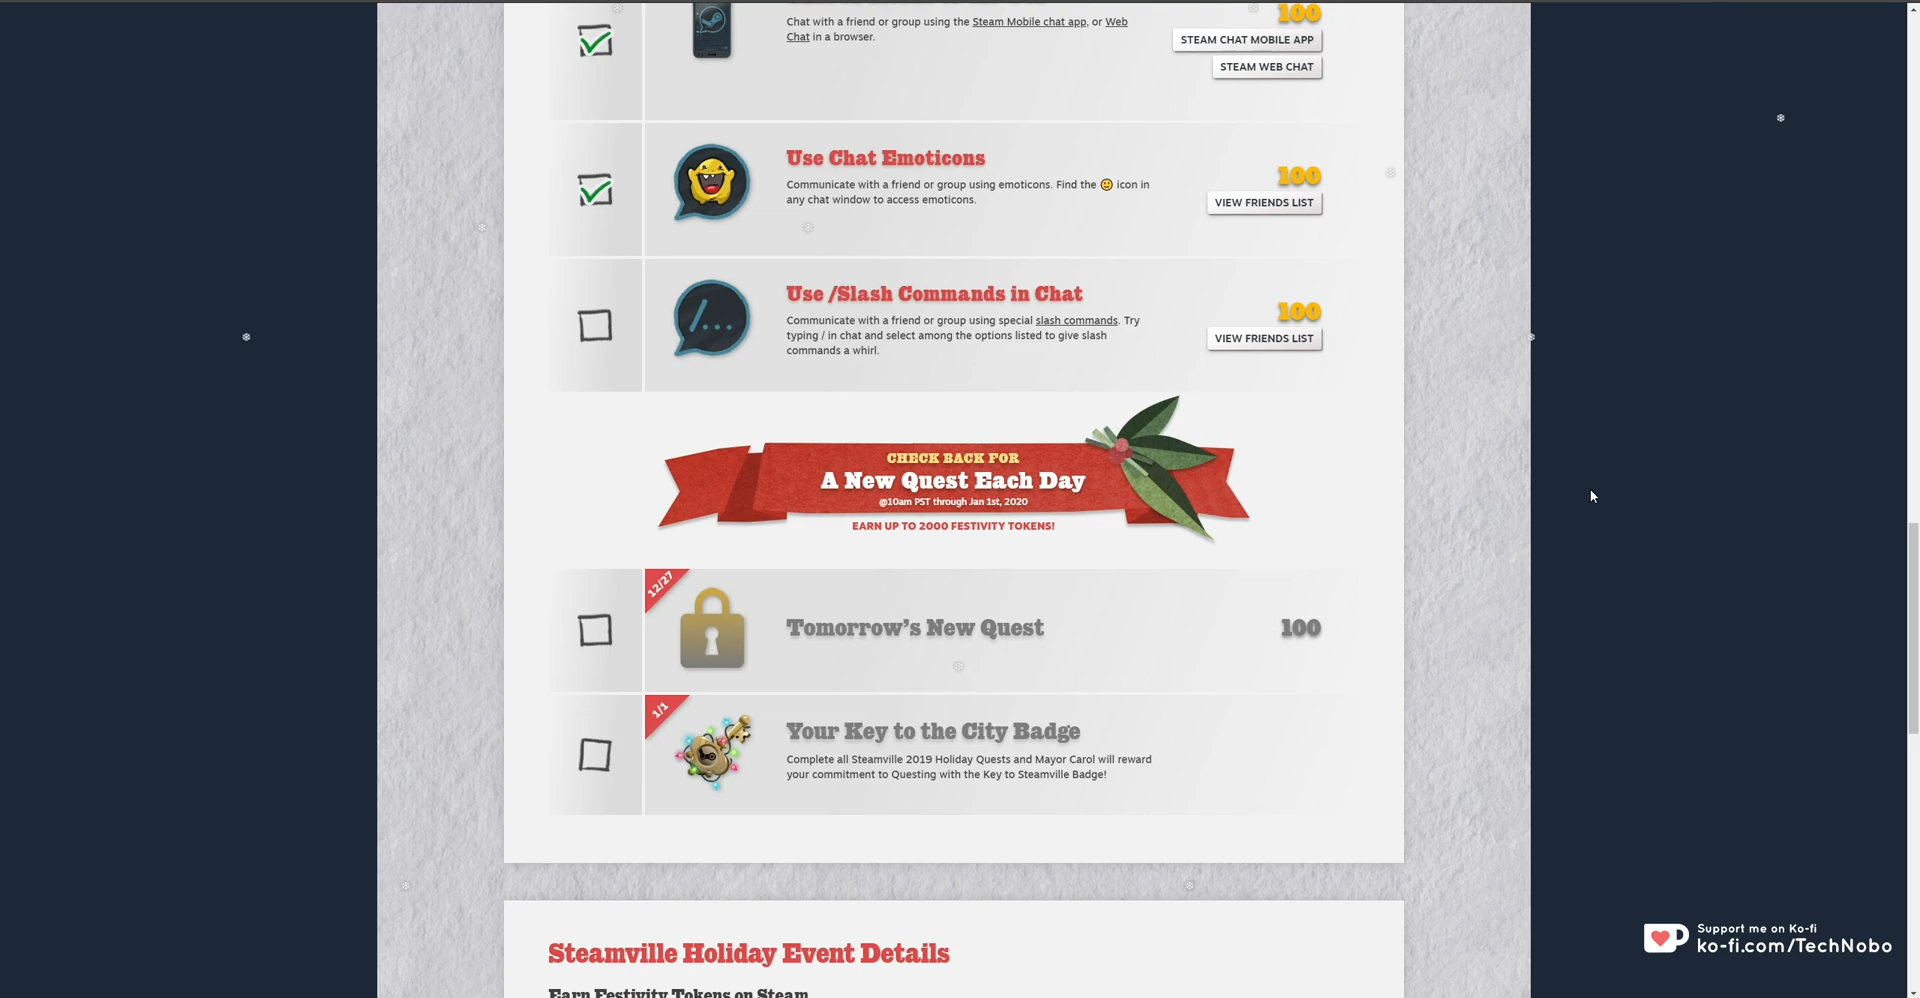 100
Chat with a friend or group using the Steam Mobile chat app, or Web
Chat in a browser.
STEAM CHAT MOBILE APP
STEAM WEB CHAT
Use Chat Emoticons
100
Communicate with a friend or group using emoticons. Find the icon in
any chat window to access emoticons.
VIEW FRIENDS LIST
Use /Slash Commands in Chat
100
Communicate with a friend or group using special slash commands. Try
typing / in chat and select among the options listed to give slash
commands a whirl.
VIEW FRIENDS LIST
/...
CHECK BACK FOR
A New Quest Each Day
@10am PST through Jan 1st, 2020
EARN UP TO 2000 FESTIVITY TOKENS!
12/27
Tomorrow's New Quest
100
1/1
Your Key to the City Badge
Complete all Steamville 2019 Holiday Quests and Mayor Carol will reward
your commitment to Questing with the Key to Steamville Badge!
Support me on Ko-fi
ko-fi.com/TechNobo
Steamville Holiday Event Details
Earn Festivity Tokens on Steam